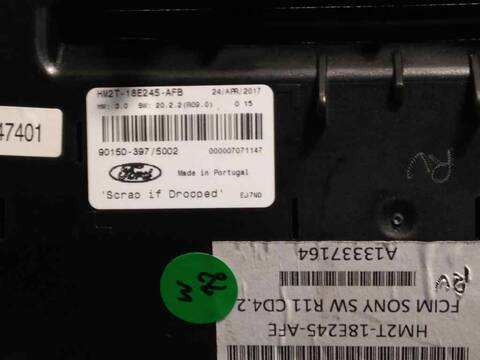 HM2T-18E245-AFB 24/APR/2017
HW: 3.0 SW: 20.2.2(R09.0) 0 15
90150-397/5002 000007071147
Ford Made in Portugal
'Scrap if Dropped' EJ7ND
47401
A13337164
FCIM SONY SW R11 CD4.2
HM2T-18E245-AFE